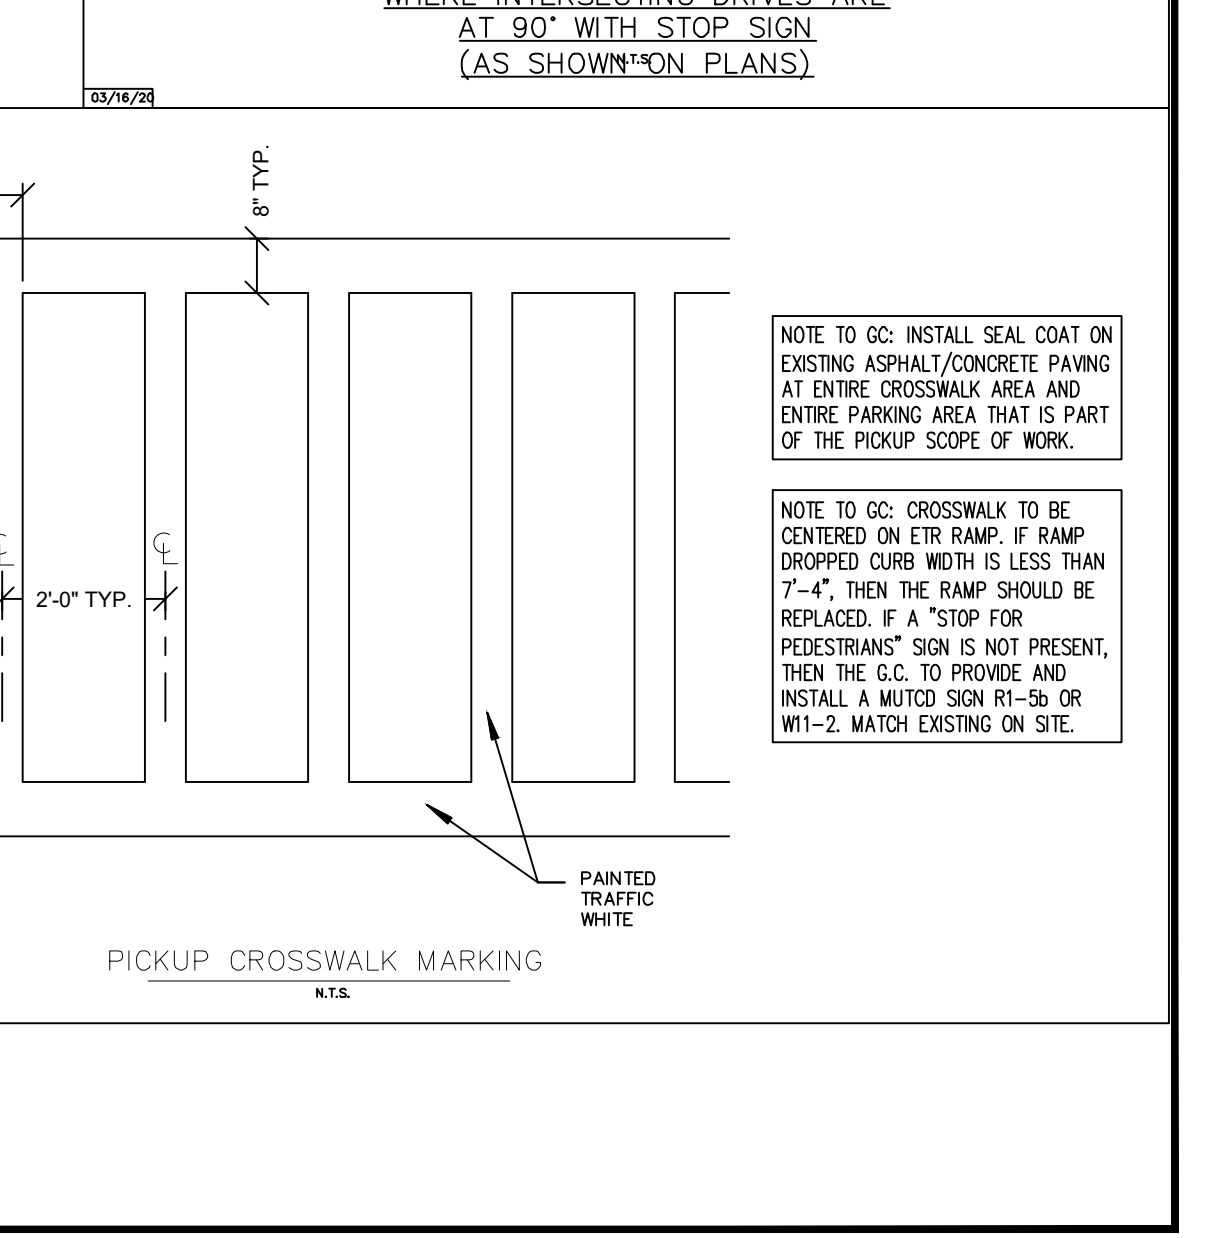 WHERE INTERSECTING DRIVES ARE
AT 90° WITH STOP SIGN
(AS SHOWN ON PLANS)
N.T.S.
03/16/20
8" TYP.
NOTE TO GC: INSTALL SEAL COAT ON
EXISTING ASPHALT/CONCRETE PAVING
AT ENTIRE CROSSWALK AREA AND
ENTIRE PARKING AREA THAT IS PART
OF THE PICKUP SCOPE OF WORK.
NOTE TO GC: CROSSWALK TO BE
CENTERED ON ETR RAMP. IF RAMP
DROPPED CURB WIDTH IS LESS THAN
7'-4", THEN THE RAMP SHOULD BE
REPLACED. IF A "STOP FOR
PEDESTRIANS" SIGN IS NOT PRESENT,
THEN THE G.C. TO PROVIDE AND
INSTALL A MUTCD SIGN R1-5b OR
W11-2. MATCH EXISTING ON SITE.
℄ ℄
2'-0" TYP.
PAINTED
TRAFFIC
WHITE
PICKUP CROSSWALK MARKING
N.T.S.